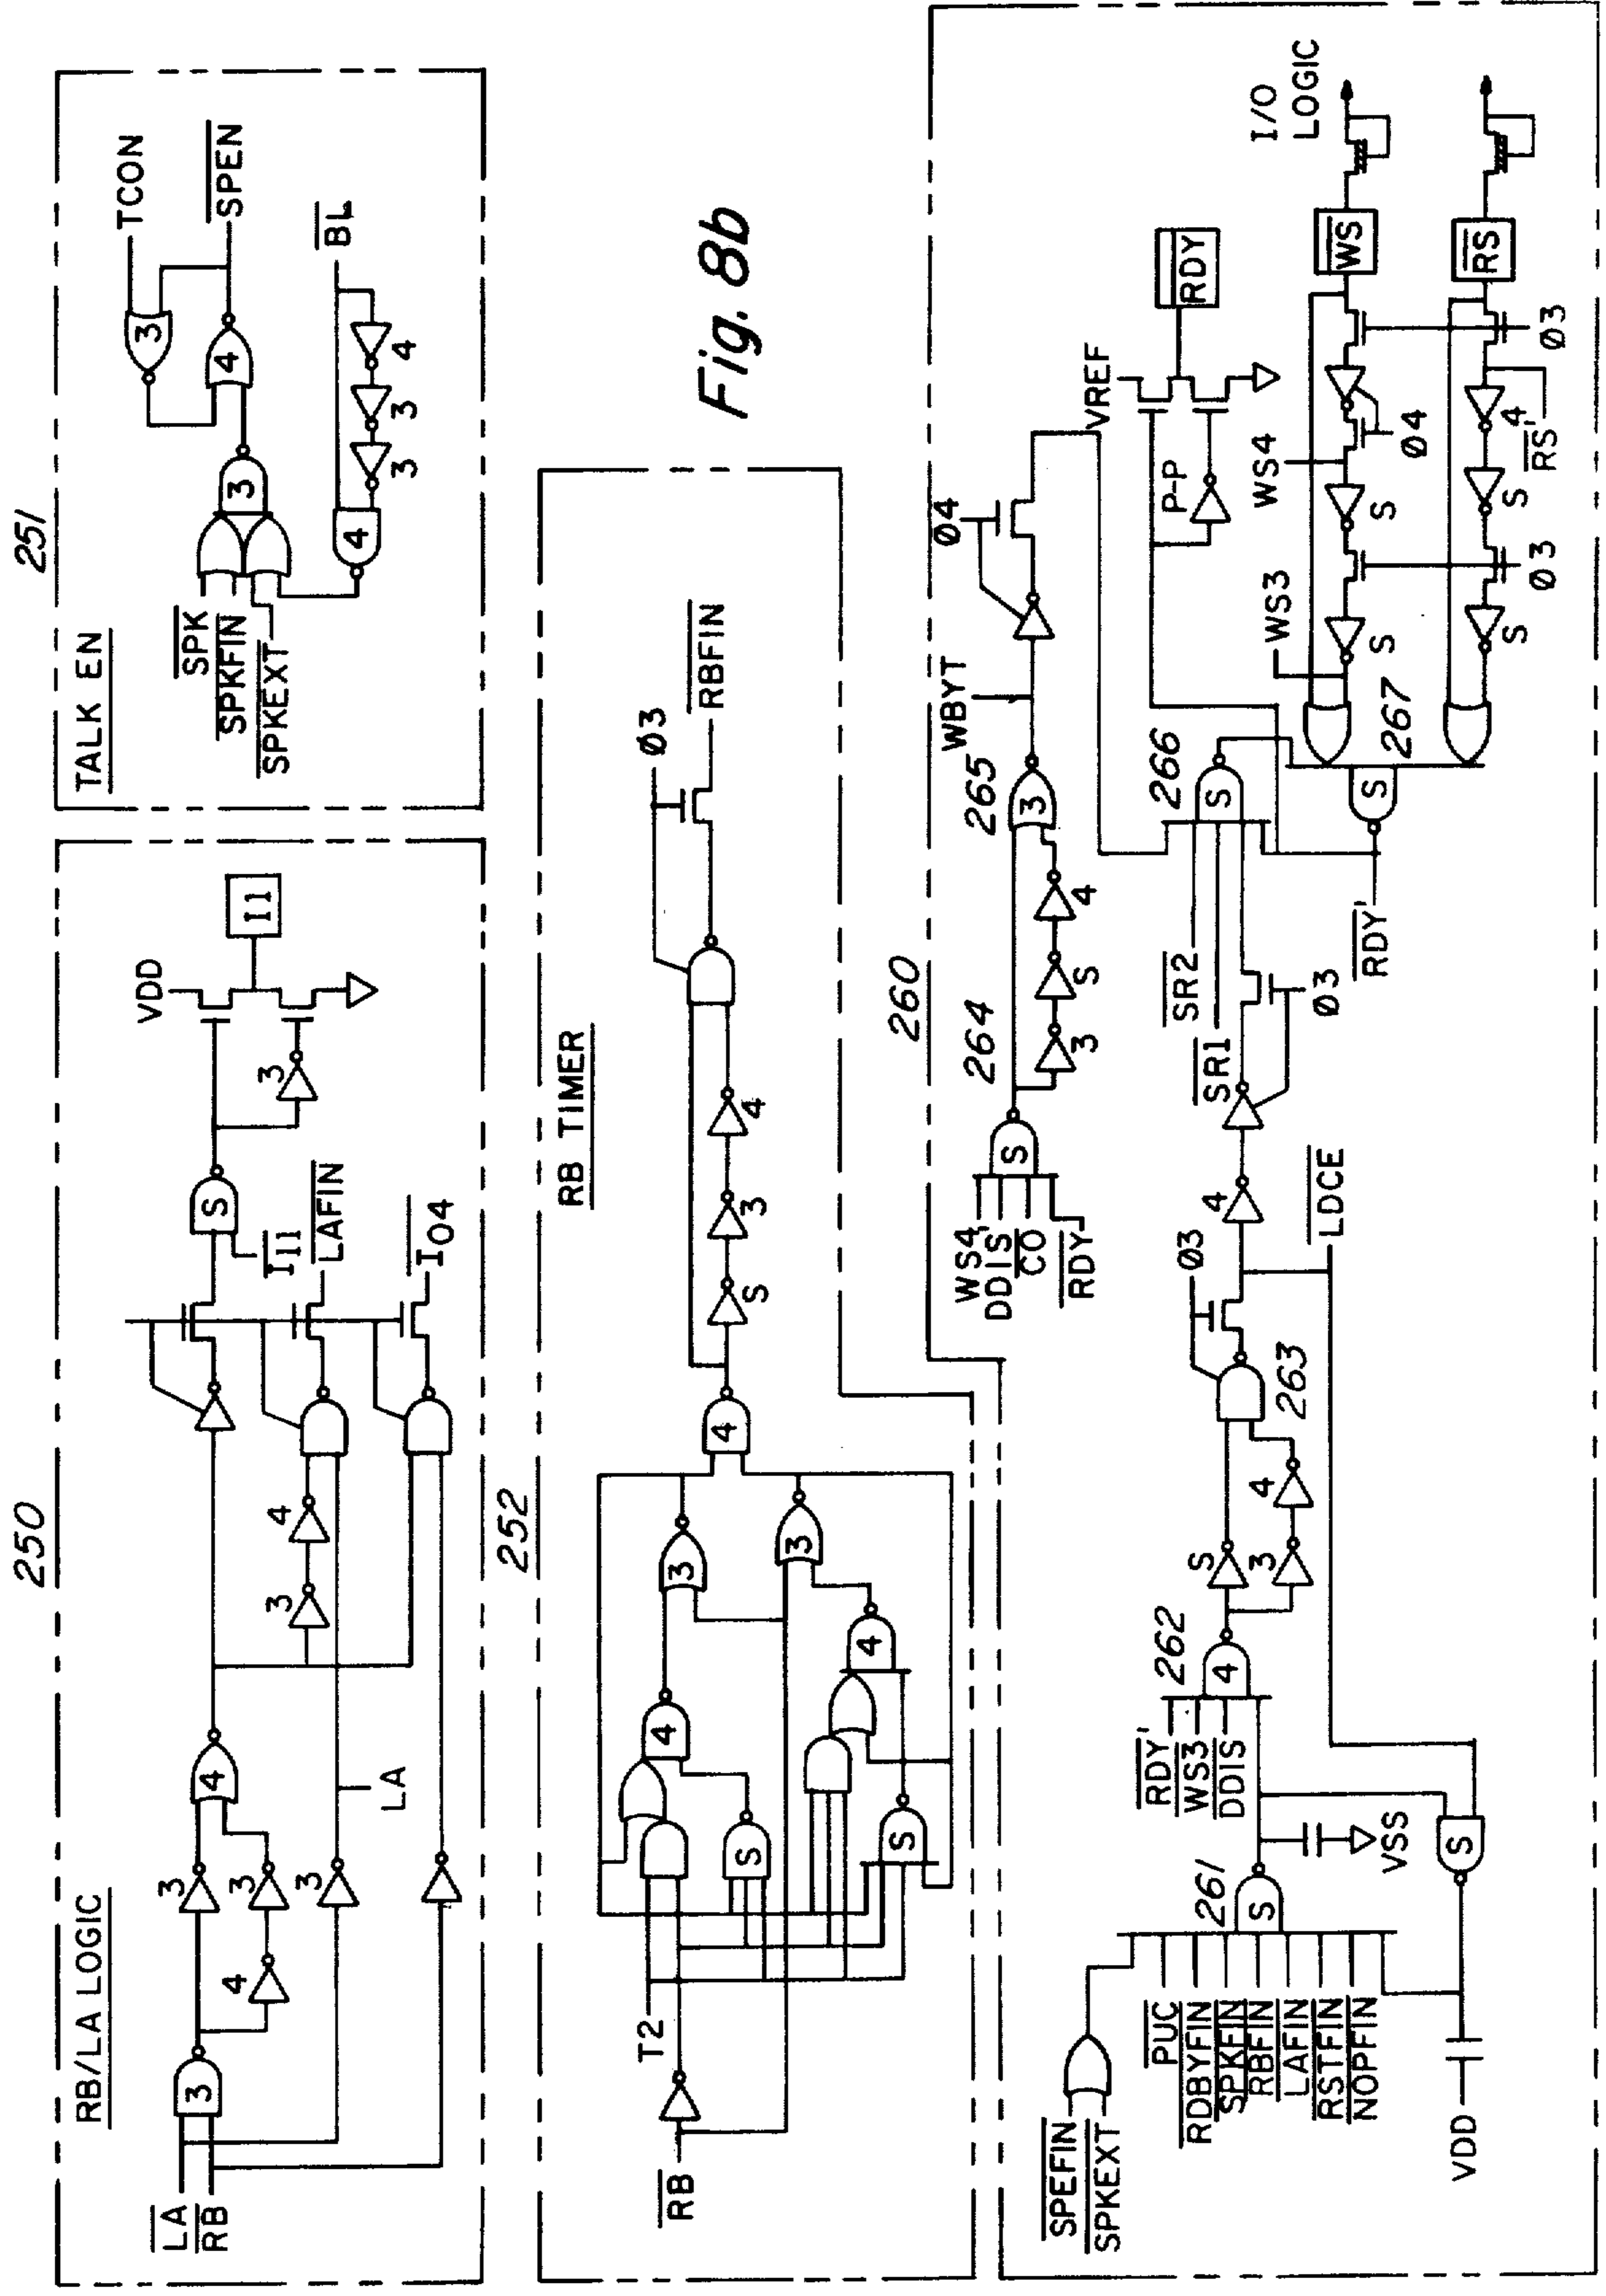 250
RB/LA LOGIC
LA
RB
3
3
4
3
4
3
LA
3
4
S
I11
LAFIN
I04
3
VDD
I1
251
TALK EN
SPK
SPKFIN
SPKEXT
3
4
3
TCON
SPEN
BL
4
3
3
4
252
RB TIMER
RB
T2
4
S
3
4
S
3
4
S
3
4
Ø3
RBFIN
Fig. 8b
260
SPEFIN
SPKEXT
PUC
RDBYFIN
SPKFIN
RBFIN
LAFIN
RSTFIN
NOPFIN
VDD
261
S
VSS
S
RDY'
WS3
DDIS
262
4
S
3
4
263
Ø3
4
LDCE
SR1
SR2
Ø3
RDY'
WS4
DDIS'
CO
RDY'
264
S
3
S
4
265
3
WBYT
Ø4
266
S
267
S
VREF
P-P
RDY
WS3
S
S
WS4
Ø4
WS
I/O
LOGIC
S
Ø3
S
4
RS'
Ø3
RS